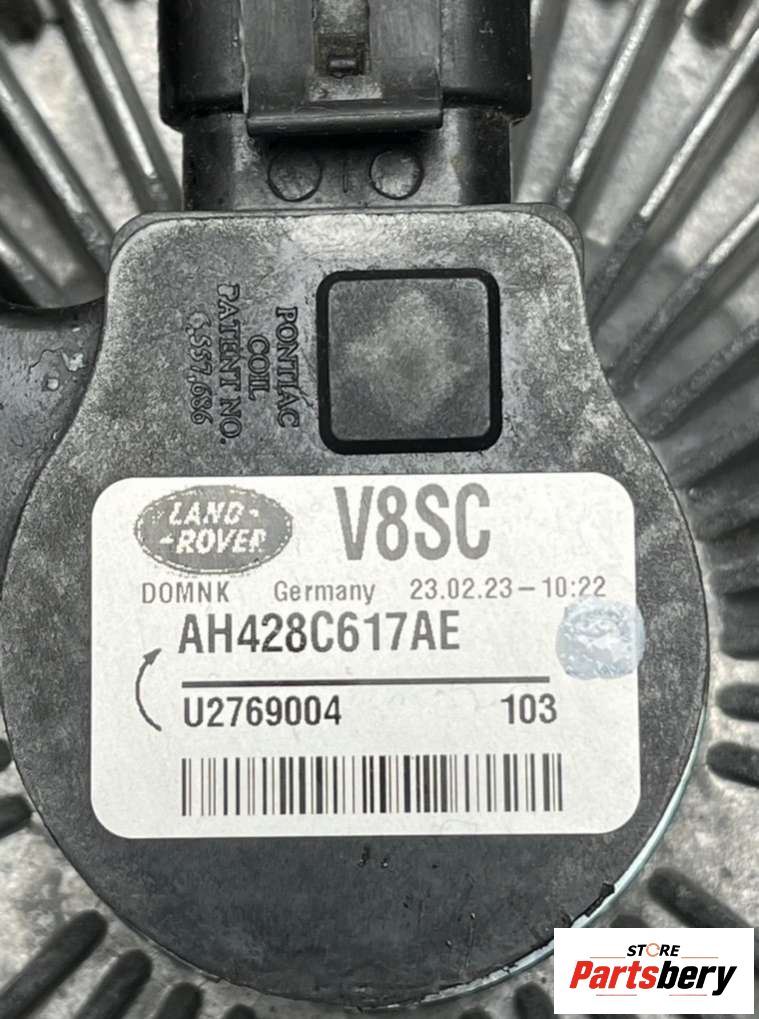 PONTIAC
COIL
PATENT NO.
6,557,686
LAND-
-ROVER
V8SC
DOMNK Germany 23.02.23-10:22
AH428C617AE
U2769004 103
STORE
Partsbery